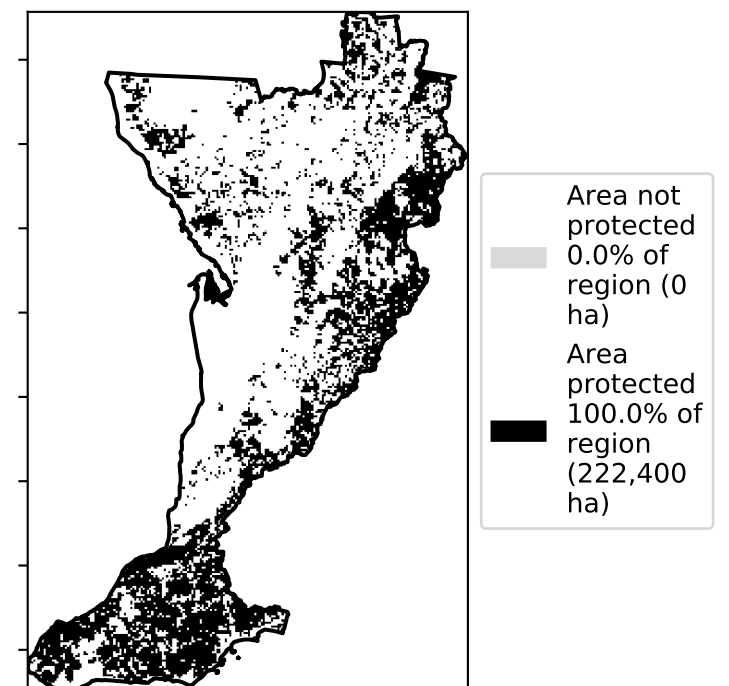 Area not
protected
0.0% of
region (0
ha)
Area
protected
100.0% of
region
(222,400
ha)